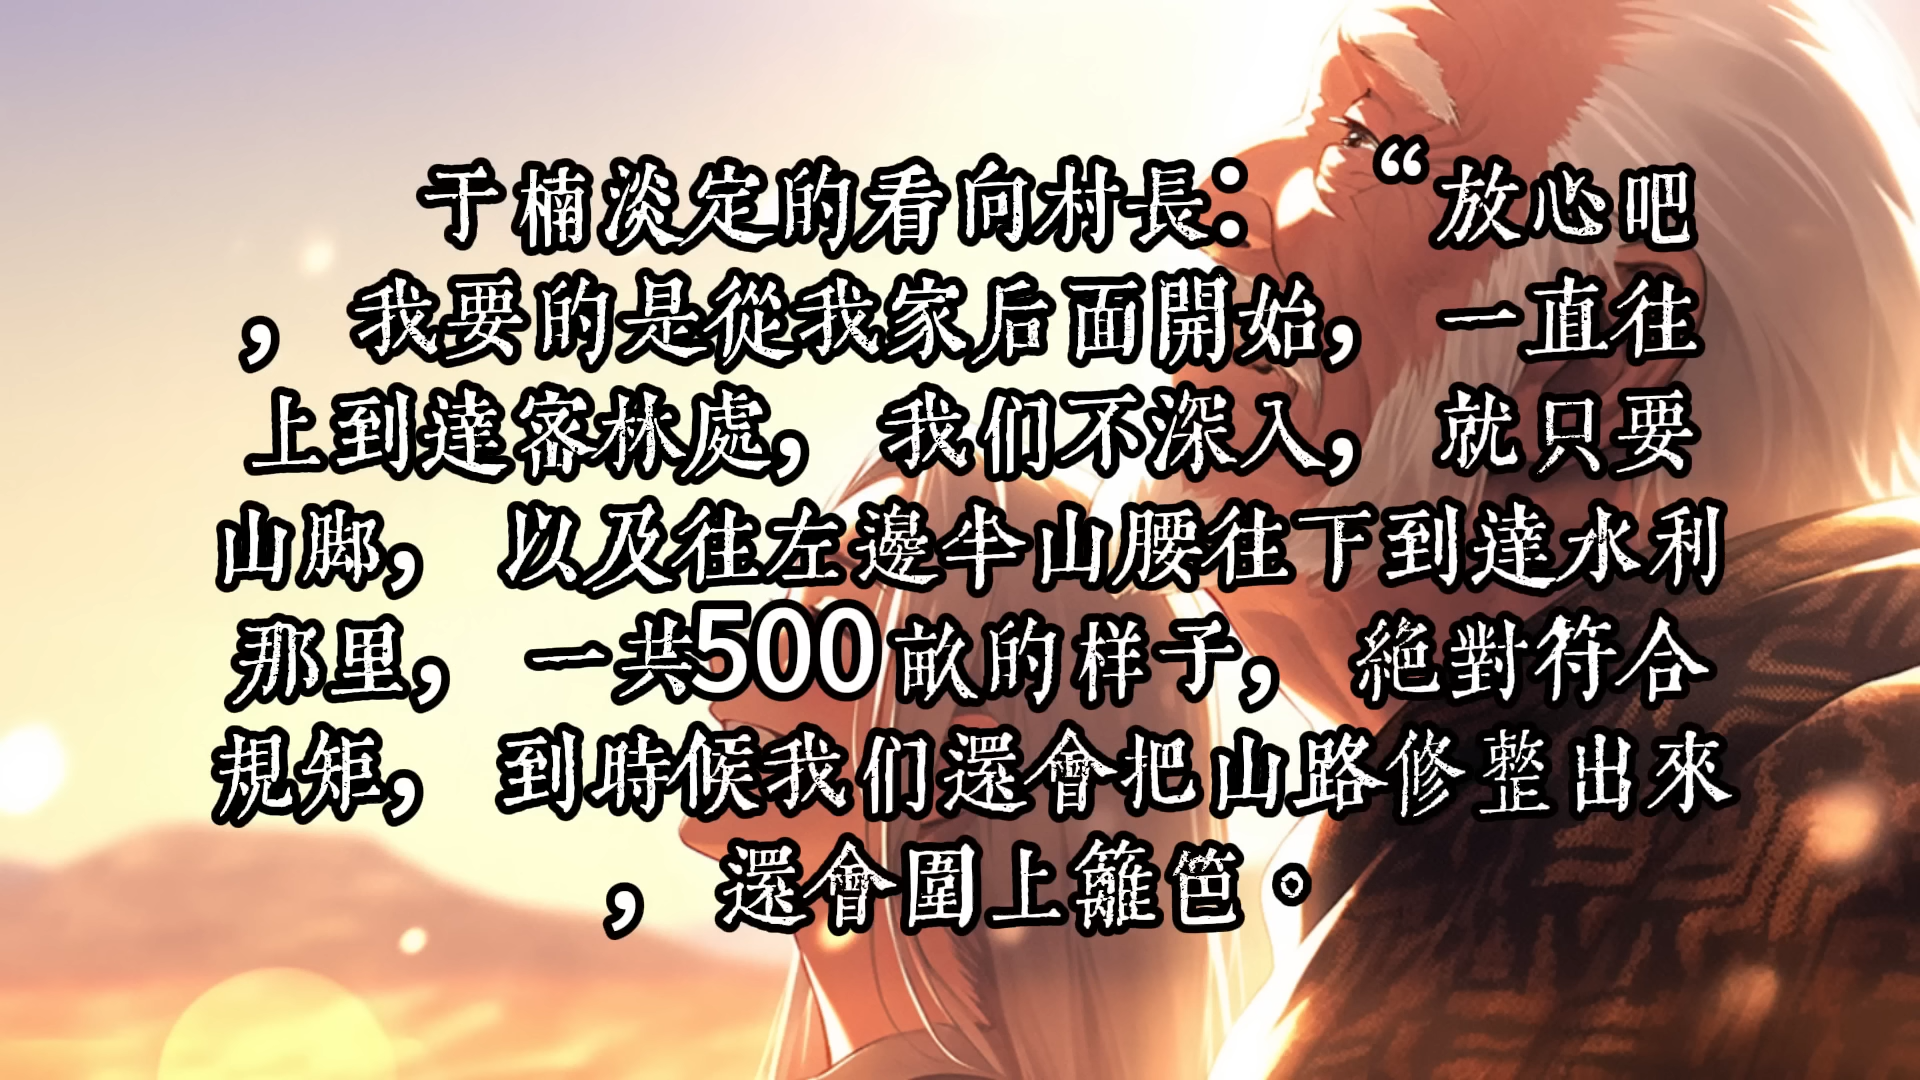 于楠淡定的看向村長：“放心吧
，我要的是從我家后面開始，一直往
上到達密林處，我们不深入，就只要
山脚，以及往左邊半山腰往下到達水利
那里，一共500畝的样子，絕對符合
規矩，到時候我们還會把山路修整出來
，還會圍上籬笆。